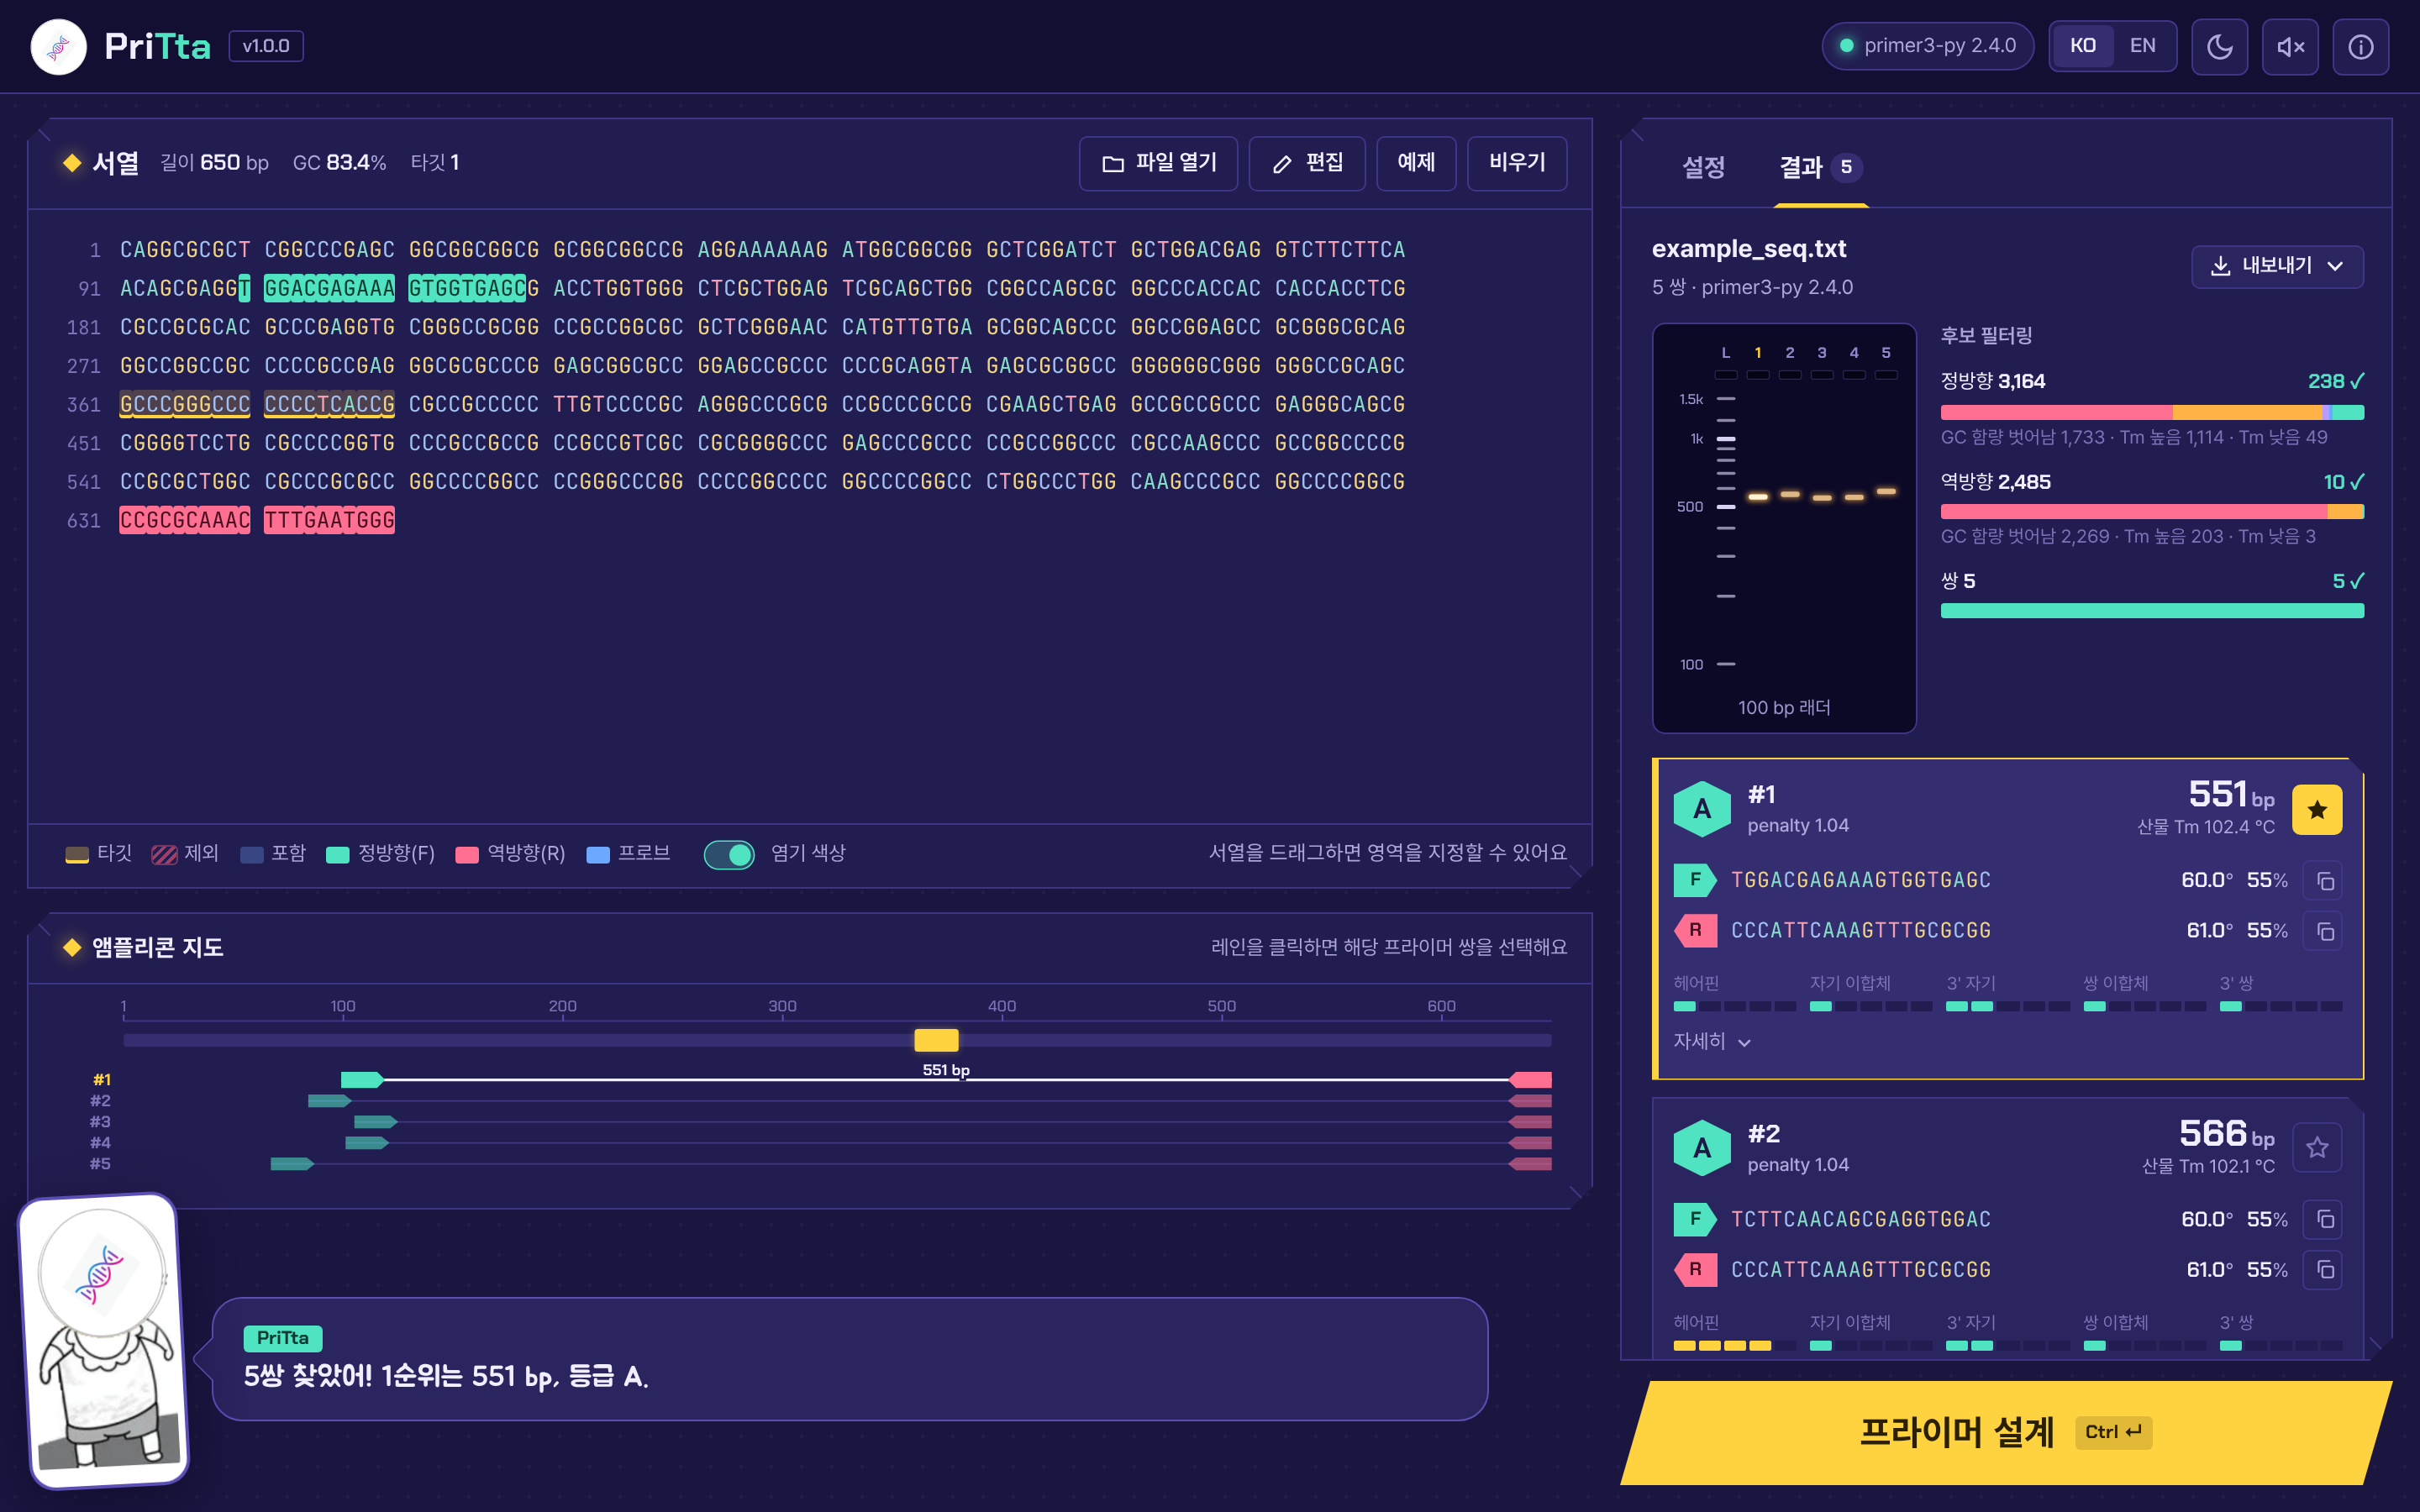 PriTta v1.0.0
primer3-py 2.4.0 KO EN
서열 길이 650 bp GC 83.4% 타깃 1
파일 열기 편집 예제 비우기
1 CAGGCGCGCT CGGCCCGAGC GGCGGCGGCG GCGGCGGCCG AGGAAAAAAG ATGGCGGCGG GCTCGGATCT GCTGGACGAG GTCTTCTTCA
91 ACAGCGAGGT GGACGAGAAA GTGGTGAGCG ACCTGGTGGG CTCGCTGGAG TCGCAGCTGG CGGCCAGCGC GGCCCACCAC CACCACCTCG
181 CGCCGCGCAC GCCCGAGGTG CGGGCCGCGG CCGCCGGCGC GCTCGGGAAC CATGTTGTGA GCGGCAGCCC GGCCGGAGCC GCGGGCGCAG
271 GGCCGGCCGC CCCCGCCGAG GGCGCGCCCG GAGCGGCGCC GGAGCCGCCC CCCGCAGGTA GAGCGCGGCC GGGGGGCGGG GGGCCGCAGC
361 GCCCGGGCCC CCCCTCACCG CGCCGCCCCC TTGTCCCCGC AGGGCCCGCG CCGCCCGCCG CGAAGCTGAG GCCGCCGCCC GAGGGCAGCG
451 CGGGGTCCTG CGCCCCGGTG CCCGCCGCCG CCGCCGTCGC CGCGGGGCCC GAGCCCGCCC CCGCCGGCCC CGCCAAGCCC GCCGGCCCCG
541 CCGCGCTGGC CGCCCGCGCC GGCCCCGGCC CCGGGCCCGG CCCCGGCCCC GGCCCCGGCC CTGGCCCTGG CAAGCCCGCC GGCCCCGGCG
631 CCGCGCAAAC TTTGAATGGG
타깃 제외 포함 정방향(F) 역방향(R) 프로브 염기 색상 서열을 드래그하면 영역을 지정할 수 있어요
앰플리콘 지도 레인을 클릭하면 해당 프라이머 쌍을 선택해요
1 100 200 300 400 500 600
551 bp
#1
#2
#3
#4
#5
PriTta
5쌍 찾았어! 1순위는 551 bp, 등급 A.
설정 결과 5
example_seq.txt
5 쌍 · primer3-py 2.4.0
내보내기
L 1 2 3 4 5
1.5k
1k
500
100
100 bp 래더
후보 필터링
정방향 3,164 238 ✓
GC 함량 벗어남 1,733 · Tm 높음 1,114 · Tm 낮음 49
역방향 2,485 10 ✓
GC 함량 벗어남 2,269 · Tm 높음 203 · Tm 낮음 3
쌍 5 5 ✓
A #1 551 bp
penalty 1.04 산물 Tm 102.4 °C
F TGGACGAGAAAGTGGTGAGC 60.0° 55%
R CCCATTCAAAGTTTGCGCGG 61.0° 55%
헤어핀 자기 이합체 3' 자기 쌍 이합체 3' 쌍
자세히
A #2 566 bp
penalty 1.04 산물 Tm 102.1 °C
F TCTTCAACAGCGAGGTGGAC 60.0° 55%
R CCCATTCAAAGTTTGCGCGG 61.0° 55%
헤어핀 자기 이합체 3' 자기 쌍 이합체 3' 쌍
프라이머 설계 Ctrl ↵